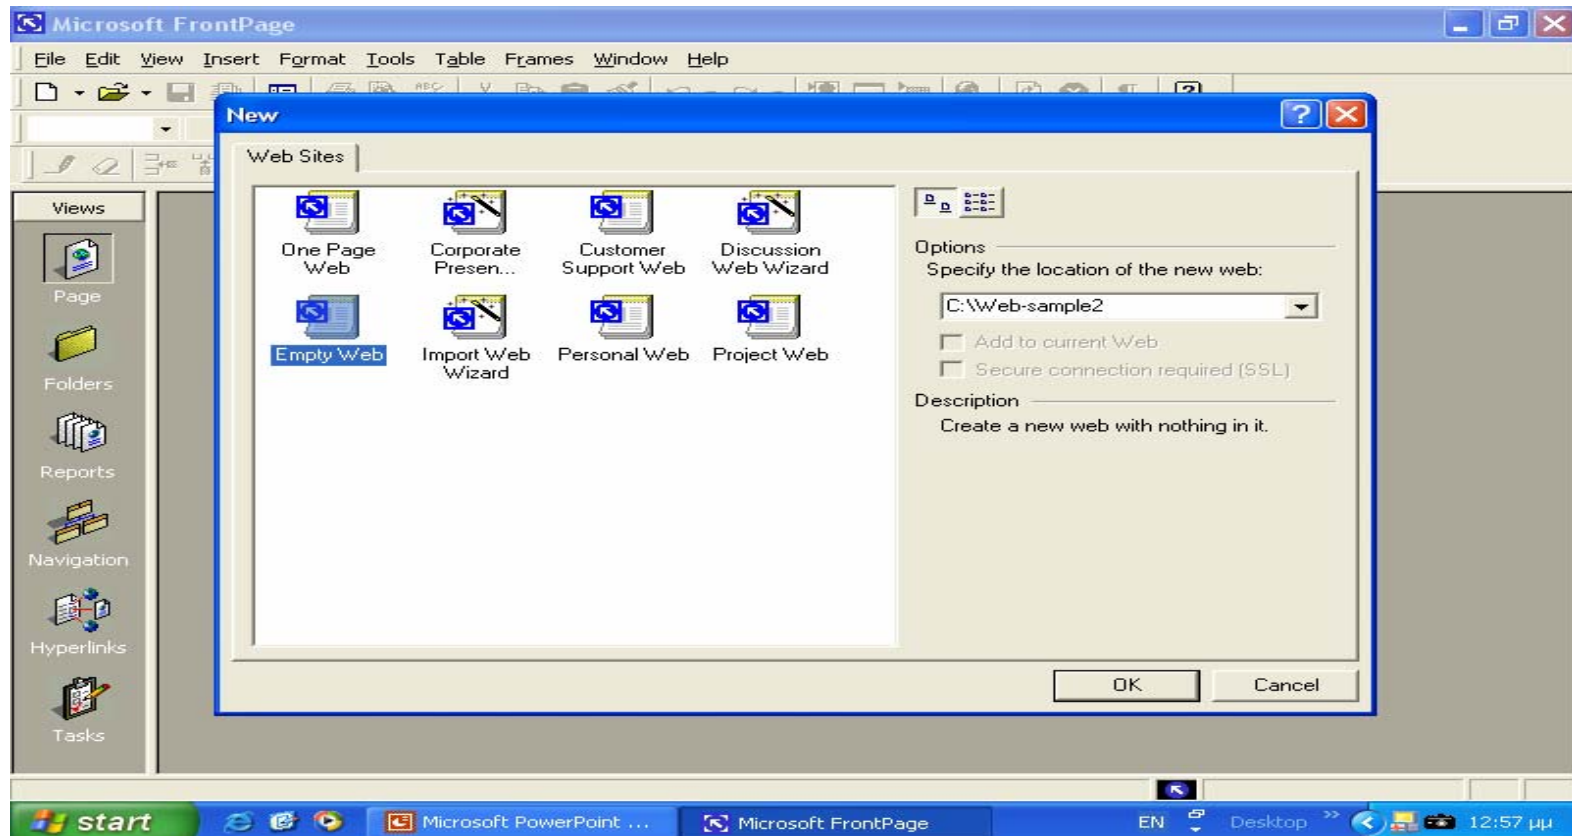 Microsoft FrontPage
File Edit View Insert Format Tools Table Frames Window Help
New
Web Sites
Views
Page
Folders
Reports
Navigation
Hyperlinks
Tasks
One Page Web
Corporate Presen...
Customer Support Web
Discussion Web Wizard
Empty Web
Import Web Wizard
Personal Web
Project Web
Options
Specify the location of the new web:
C:\Web-sample2
Add to current Web
Secure connection required (SSL)
Description
Create a new web with nothing in it.
OK Cancel
start Microsoft PowerPoint ... Microsoft FrontPage EN Desktop » 12:57 μμ